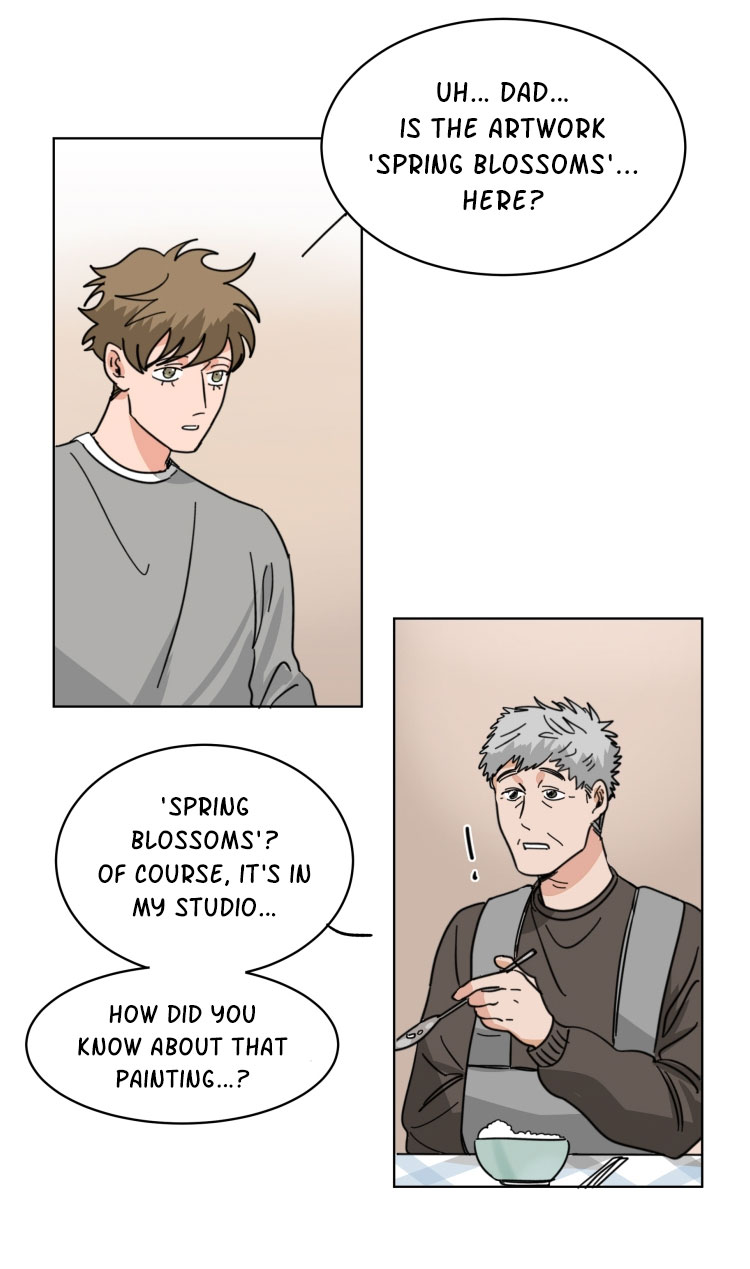 UH... DAD...
IS THE ARTWORK
'SPRING BLOSSOMS'...
HERE?
'SPRING
BLOSSOMS'?
OF COURSE, IT'S IN
MY STUDIO...
HOW DID YOU
KNOW ABOUT THAT
PAINTING...?
!